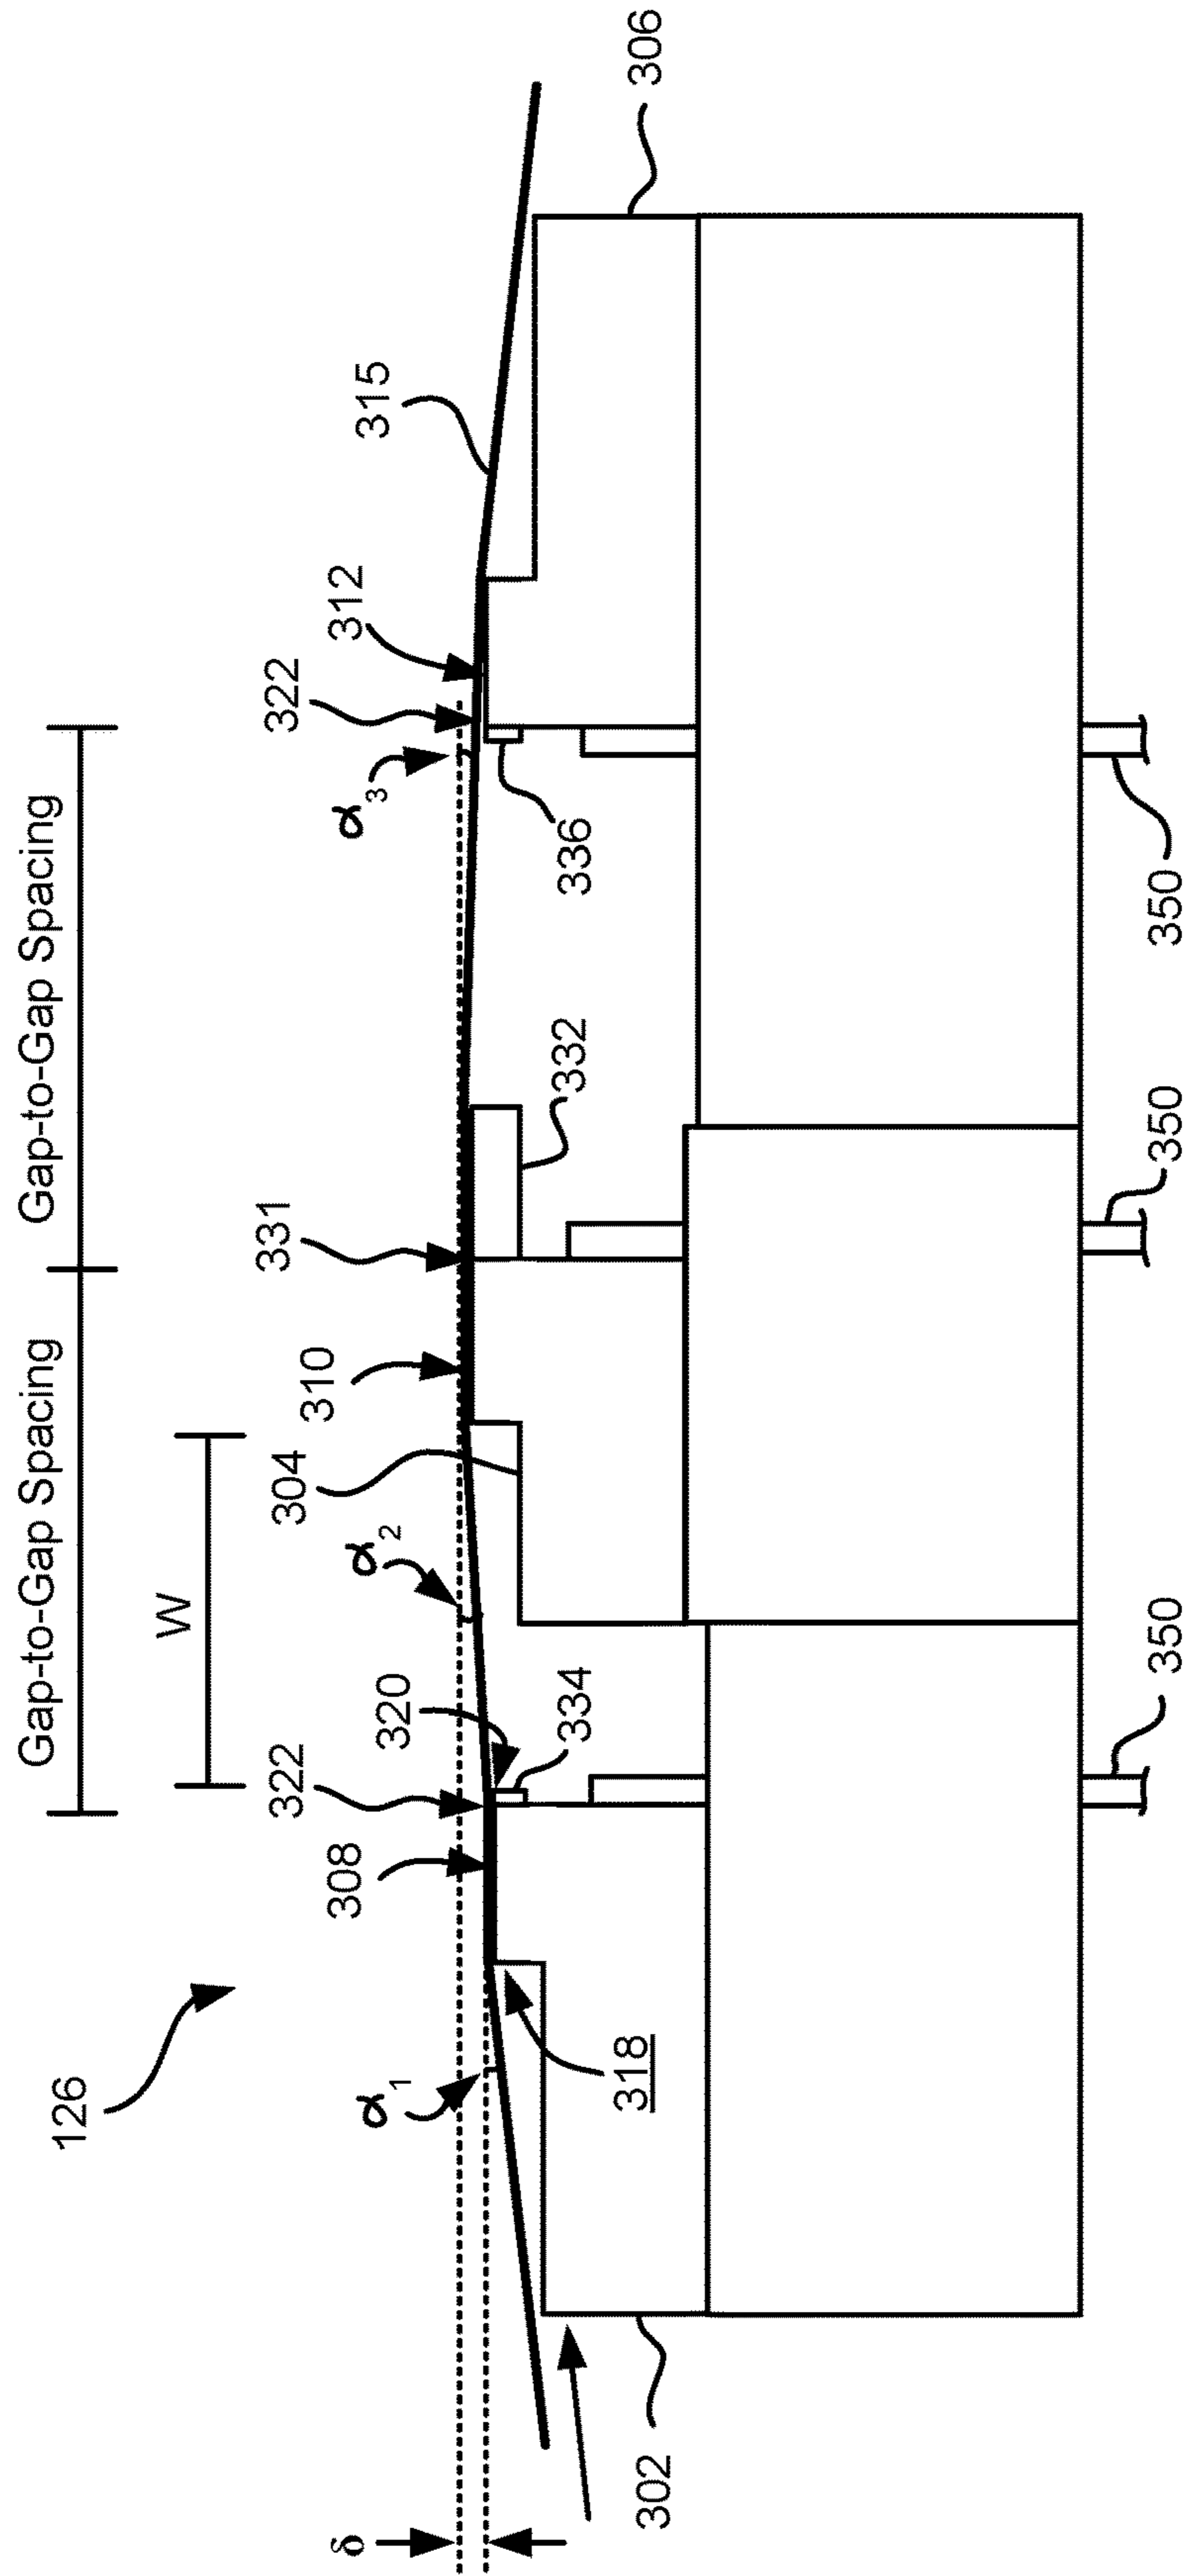 Gap-to-Gap Spacing
Gap-to-Gap Spacing
W
126
δ
α1
308
322
320
334
α2
304
310
331
332
α3
322
312
336
315
306
318
302
350
350
350